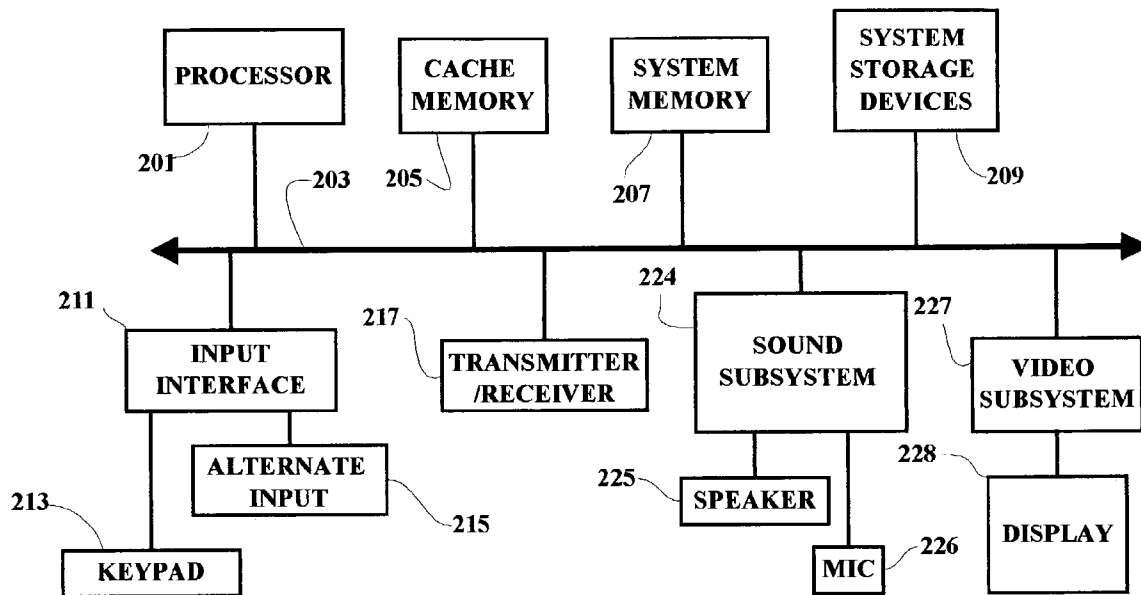 PROCESSOR
CACHE
MEMORY
SYSTEM
MEMORY
SYSTEM
STORAGE
DEVICES
201
203
205
207
209
211
INPUT
INTERFACE
217
TRANSMITTER
/RECEIVER
224
SOUND
SUBSYSTEM
227
VIDEO
SUBSYSTEM
213
KEYPAD
ALTERNATE
INPUT
215
225
SPEAKER
MIC
226
228
DISPLAY